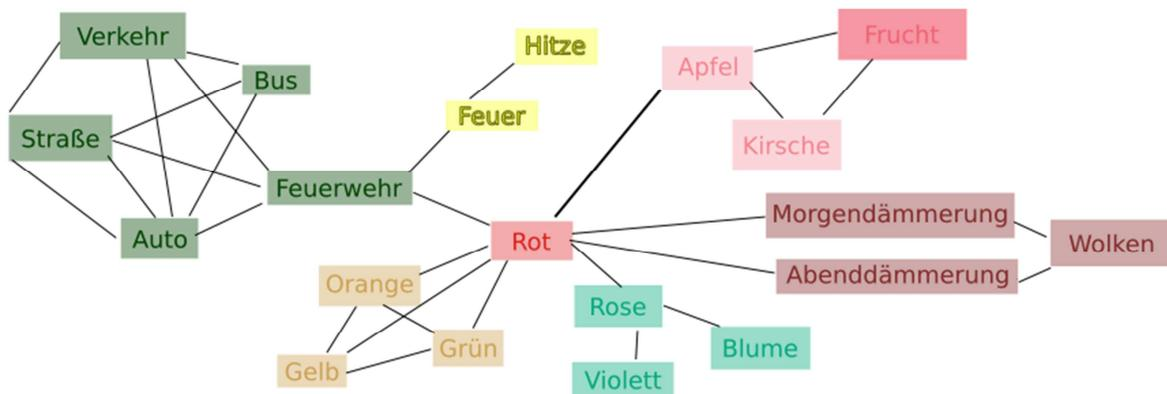 Verkehr
Hitze
Frucht
Apfel
Bus
Feuer
Straße
Kirsche
Feuerwehr
Morgendämmerung
Auto
Rot
Wolken
Abenddämmerung
Orange
Rose
Grün
Blume
Gelb
Violett